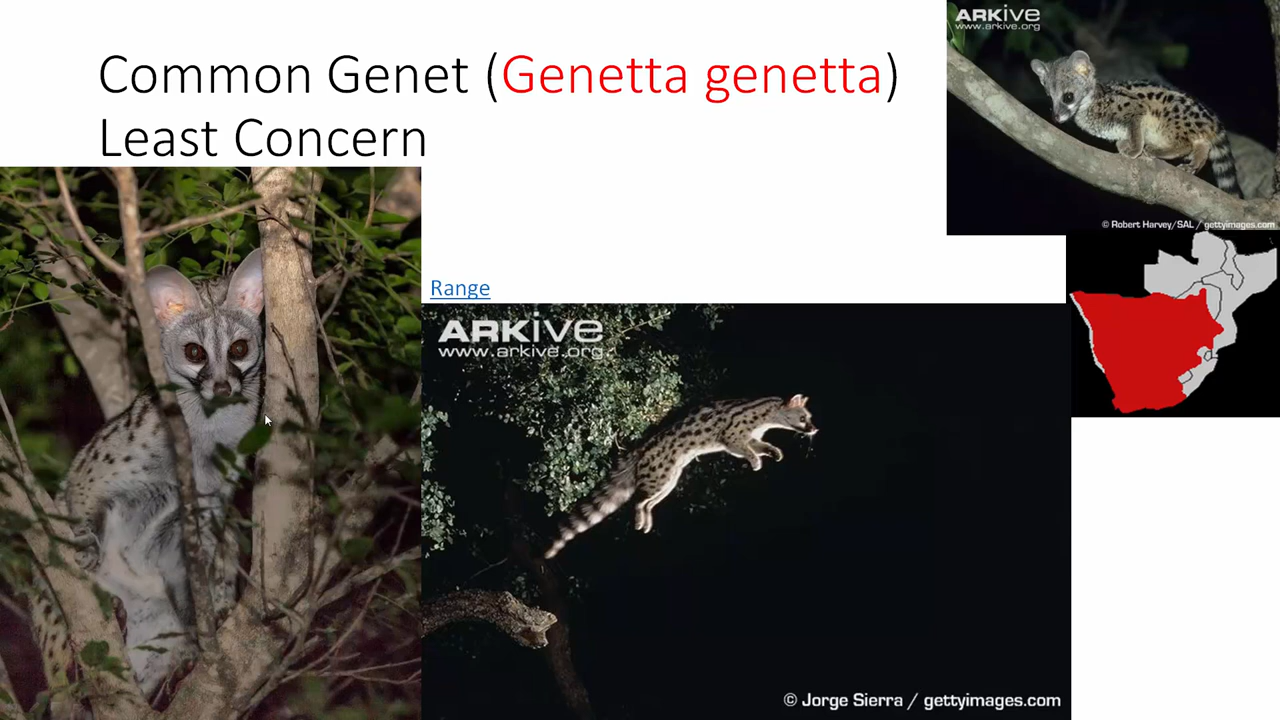 Common Genet (Genetta genetta)
Least Concern
ARKive
www.arkive.org
© Robert Harvey/SAL / gettyimages.com
Range
ARKive
www.arkive.org
© Jorge Sierra / gettyimages.com